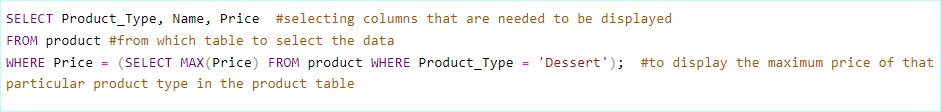 SELECT Product_Type, Name, Price  #selecting columns that are needed to be displayed
FROM product #from which table to select the data
WHERE Price = (SELECT MAX(Price) FROM product WHERE Product_Type = 'Dessert');  #to display the maximum price of that
particular product type in the product table